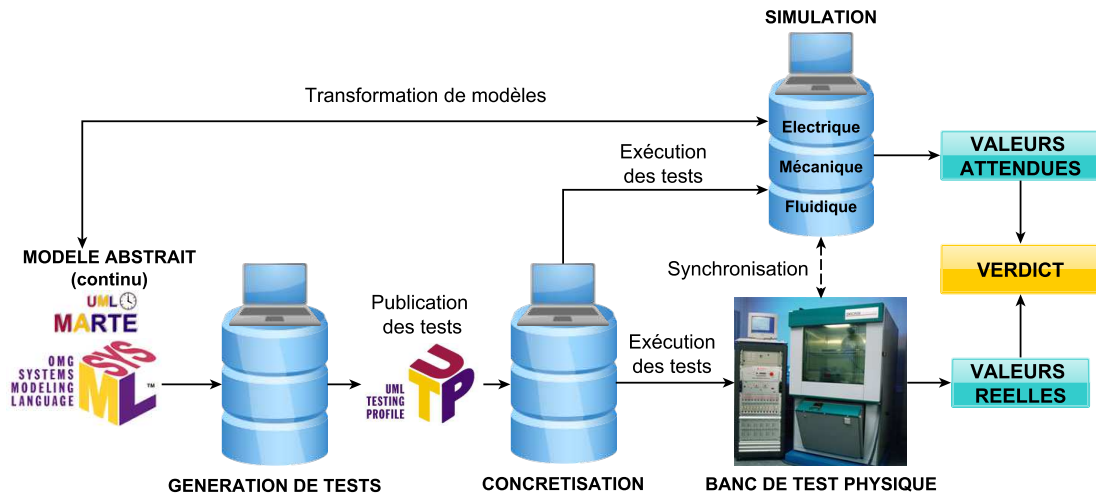 SIMULATION
Transformation de modèles
Electrique
Mécanique
Fluidique
Exécution
des tests
VALEURS
ATTENDUES
MODELE ABSTRAIT
(continu)
UML
MARTE
OMG
SYSTEMS
MODELING
LANGUAGE
SYS
ML™
Publication
des tests
UML
TESTING
PROFILE
UTP
Synchronisation
VERDICT
Exécution
des tests
VALEURS
REELLES
GENERATION DE TESTS
CONCRETISATION
BANC DE TEST PHYSIQUE